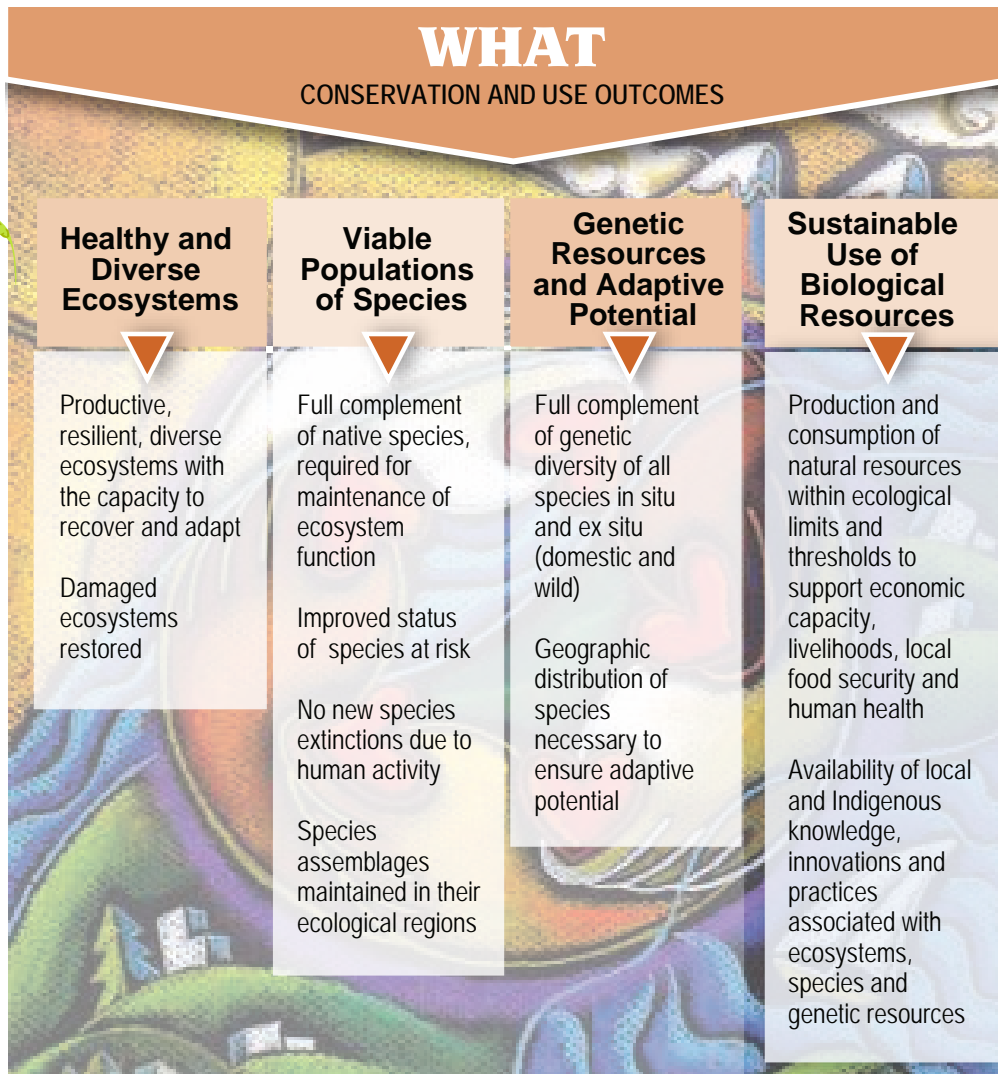 WHAT
CONSERVATION AND USE OUTCOMES
Healthy and
Diverse
Ecosystems
Productive,
resilient, diverse
ecosystems with
the capacity to
recover and adapt
Damaged
ecosystems
restored
Viable
Populations
of Species
Full complement
of native species,
required for
maintenance of
ecosystem
function
Improved status
of species at risk
No new species
extinctions due to
human activity
Species
assemblages
maintained in their
ecological regions
Genetic
Resources
and Adaptive
Potential
Full complement
of genetic
diversity of all
species in situ
and ex situ
(domestic and
wild)
Geographic
distribution of
species
necessary to
ensure adaptive
potential
Sustainable
Use of
Biological
Resources
Production and
consumption of
natural resources
within ecological
limits and
thresholds to
support economic
capacity,
livelihoods, local
food security and
human health
Availability of local
and Indigenous
knowledge,
innovations and
practices
associated with
ecosystems,
species and
genetic resources